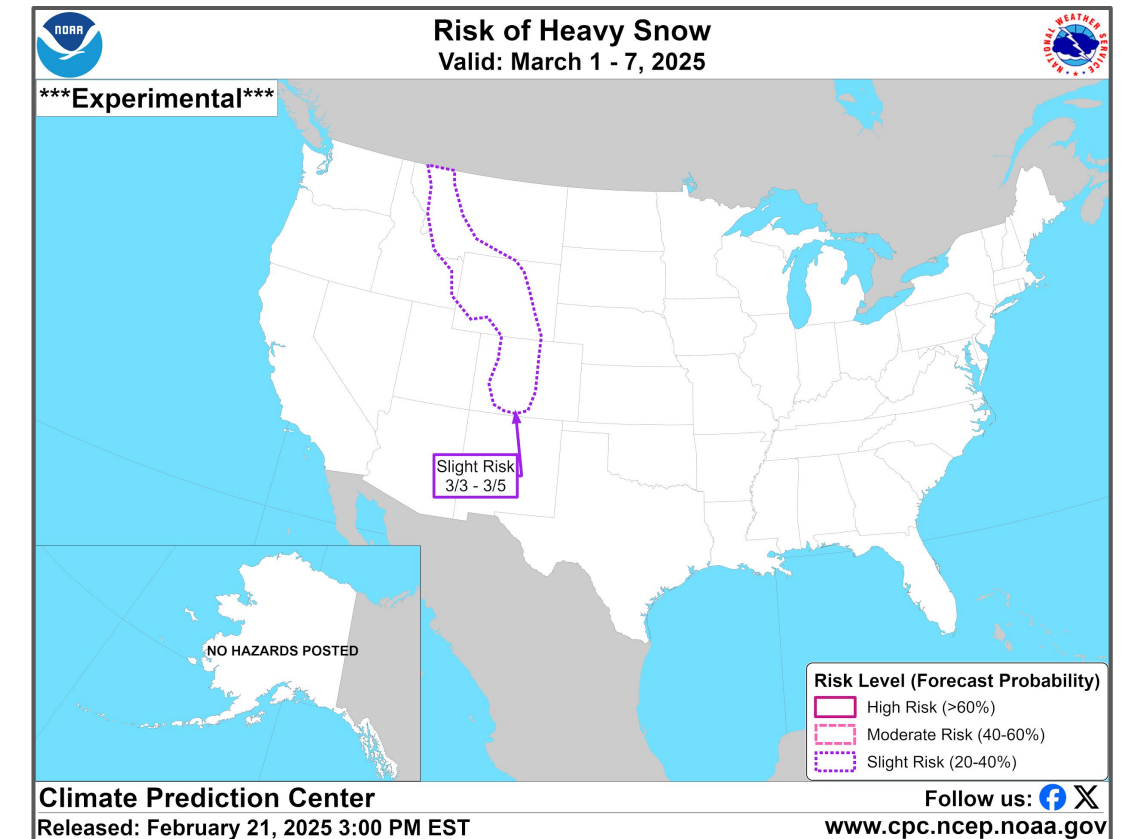 NOAA
Risk of Heavy Snow
Valid: March 1 - 7, 2025
NATIONAL WEATHER SERVICE
***Experimental***
Slight Risk
3/3 - 3/5
NO HAZARDS POSTED
Risk Level (Forecast Probability)
High Risk (>60%)
Moderate Risk (40-60%)
Slight Risk (20-40%)
Climate Prediction Center
Follow us:
Released: February 21, 2025 3:00 PM EST
www.cpc.ncep.noaa.gov